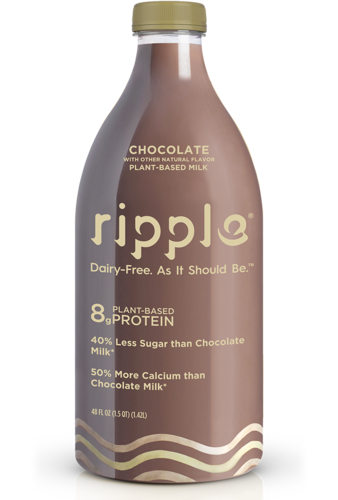 CHOCOLATE
WITH OTHER NATURAL FLAVOR
PLANT-BASED MILK
ripple®
Dairy-Free. As It Should Be.™
8g PLANT-BASED
PROTEIN
40% Less Sugar than Chocolate
Milk*
50% More Calcium than
Chocolate Milk*
48 FL OZ (1.5 QT) (1.42L)